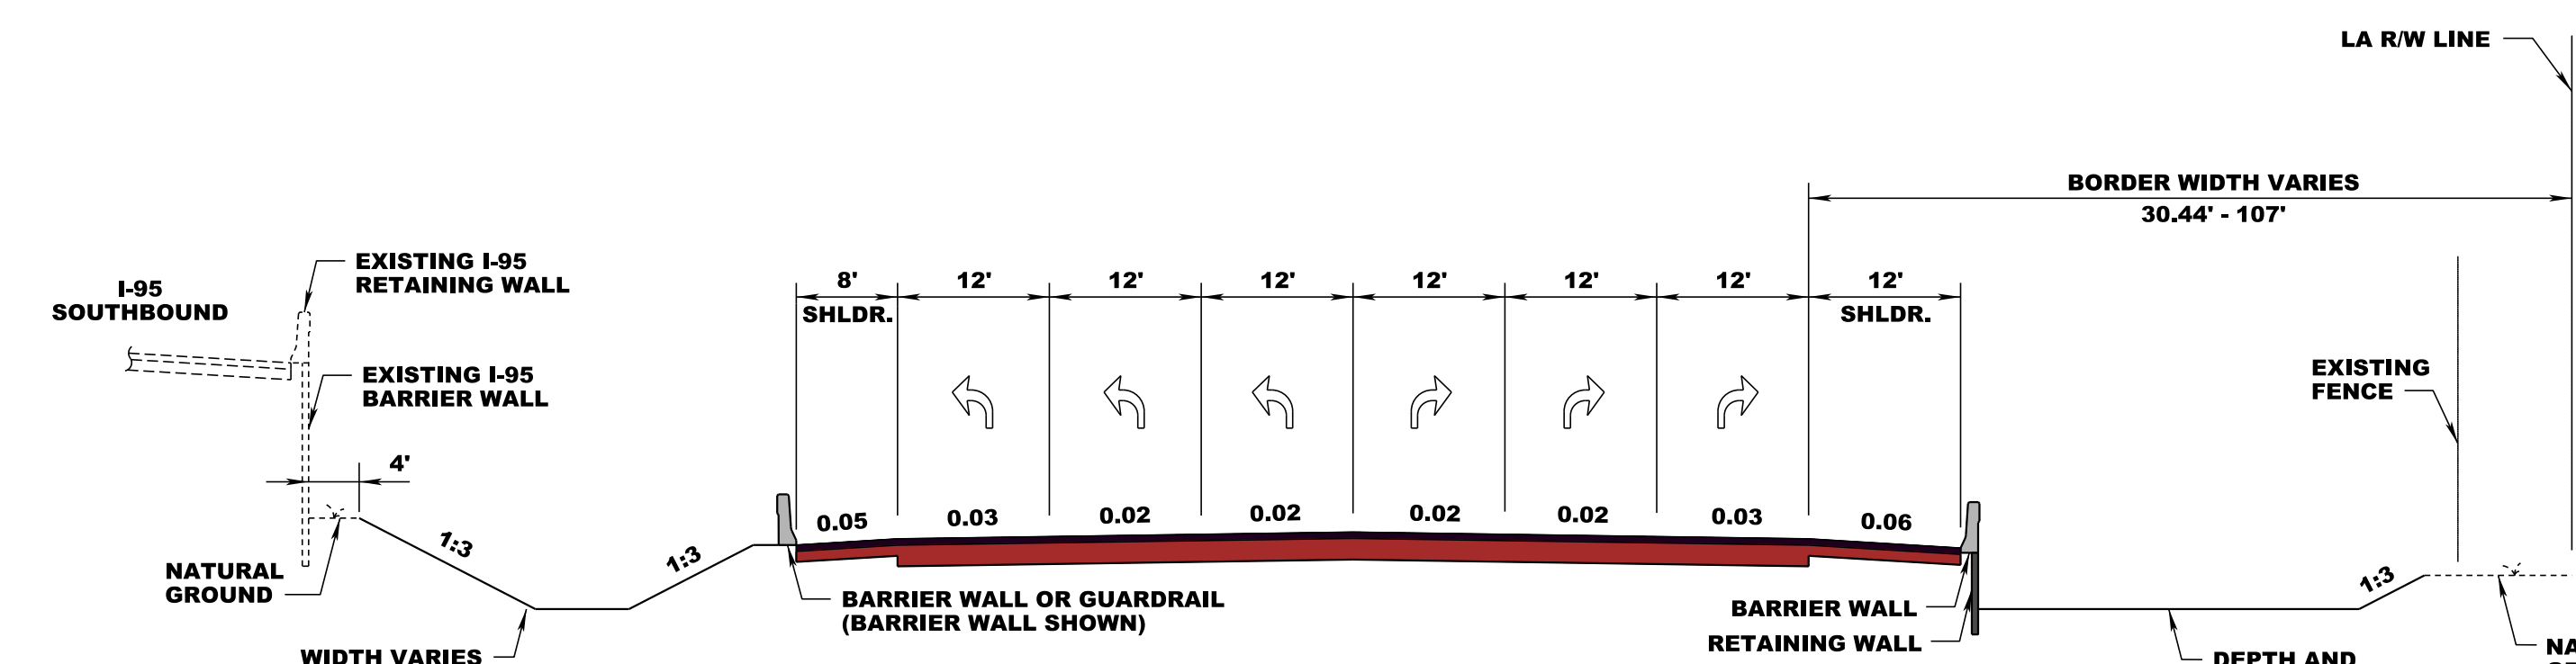 LA R/W LINE
BORDER WIDTH VARIES
30.44' - 107'
EXISTING I-95
RETAINING WALL
I-95
SOUTHBOUND
8'
12'
12'
12'
12'
12'
12'
12'
SHLDR.
SHLDR.
EXISTING I-95
BARRIER WALL
EXISTING
FENCE
4'
0.05
0.03
0.02
0.02
0.02
0.02
0.03
0.06
1:3
1:3
1:3
NATURAL
GROUND
BARRIER WALL OR GUARDRAIL
(BARRIER WALL SHOWN)
BARRIER WALL
RETAINING WALL
WIDTH VARIES
DEPTH AND